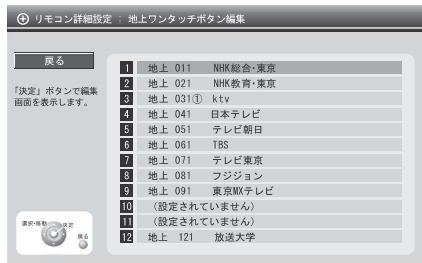 リモコン詳細設定 : 地上ワンタッチボタン編集
戻る
「決定」ボタンで編集
画面を表示します。
1 地上 011 NHK総合・東京
2 地上 021 NHK教育・東京
3 地上 031① ktv
4 地上 041 日本テレビ
5 地上 051 テレビ朝日
6 地上 061 TBS
7 地上 071 テレビ東京
8 地上 081 フジジョン
9 地上 091 東京MXテレビ
10 (設定されていません)
11 (設定されていません)
12 地上 121 放送大学
選択・移動 決定
戻る